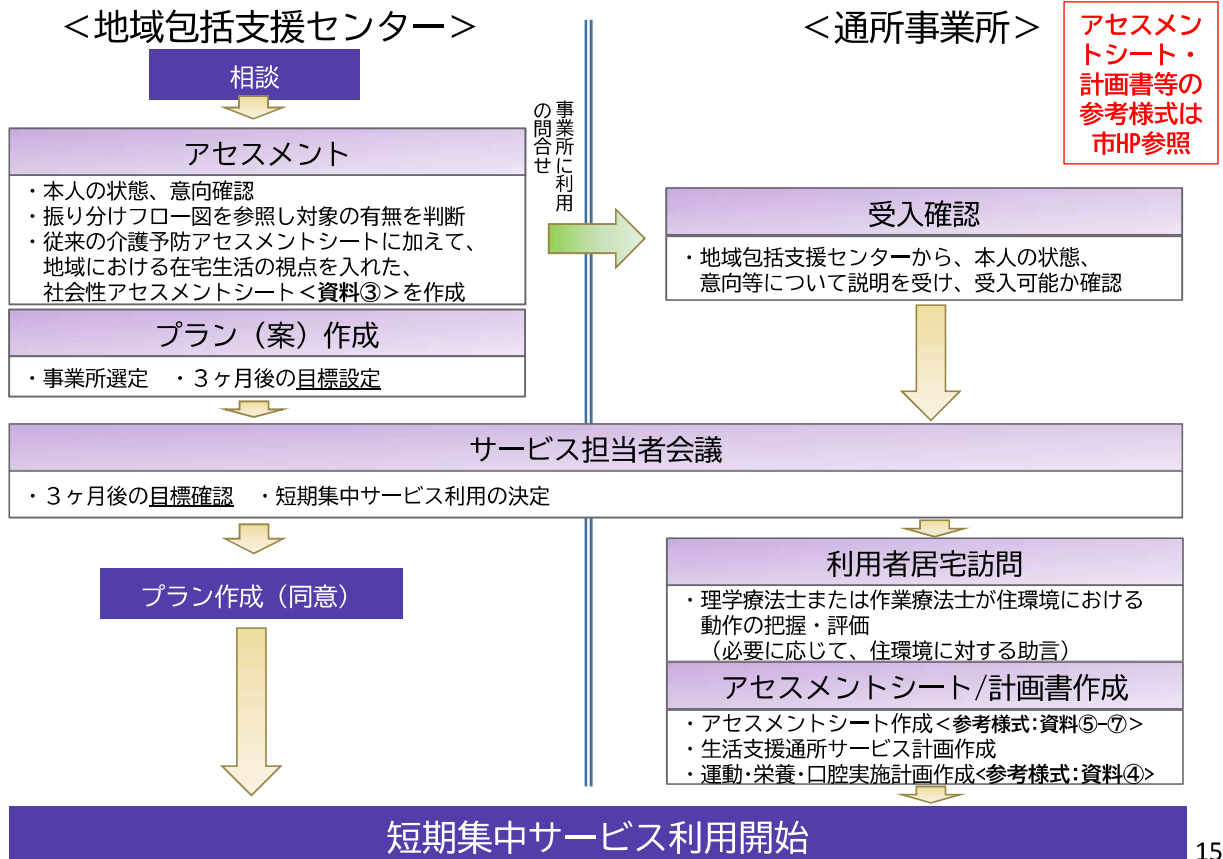 ＜地域包括支援センター＞
相談
アセスメント
・本人の状態、意向確認
・振り分けフロー図を参照し対象の有無を判断
・従来の介護予防アセスメントシートに加えて、
地域における在宅生活の視点を入れた、
社会性アセスメントシート＜資料③＞を作成
プラン（案）作成
・事業所選定　・３ヶ月後の目標設定
事業所に利用
の問合せ
＜通所事業所＞
アセスメン
トシート・
計画書等の
参考様式は
市HP参照
受入確認
・地域包括支援センターから、本人の状態、
意向等について説明を受け、受入可能か確認
サービス担当者会議
・３ヶ月後の目標確認　・短期集中サービス利用の決定
プラン作成（同意）
利用者居宅訪問
・理学療法士または作業療法士が住環境における
動作の把握・評価
（必要に応じて、住環境に対する助言）
アセスメントシート/計画書作成
・アセスメントシート作成＜参考様式：資料⑤-⑦＞
・生活支援通所サービス計画作成
・運動・栄養・口腔実施計画作成<参考様式：資料④>
短期集中サービス利用開始
15